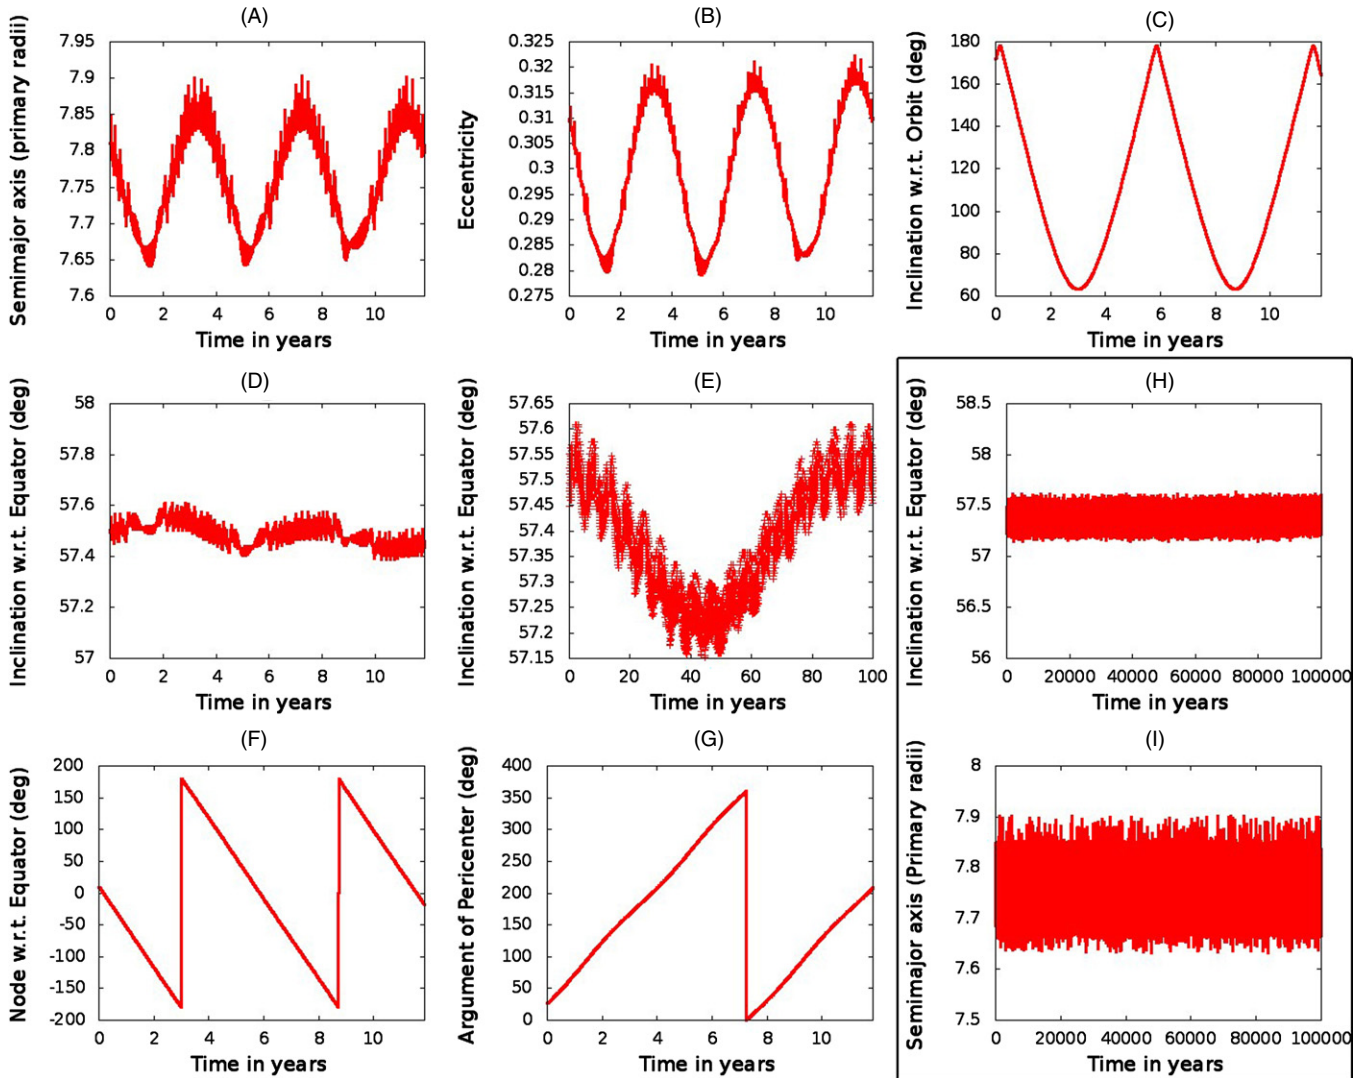 (A)
Semimajor axis (primary radii)
7.95
7.9
7.85
7.8
7.75
7.7
7.65
7.6
0 2 4 6 8 10
Time in years
(B)
Eccentricity
0.325
0.32
0.315
0.31
0.305
0.3
0.295
0.29
0.285
0.28
0.275
0 2 4 6 8 10
Time in years
(C)
Inclination w.r.t. Orbit (deg)
180
160
140
120
100
80
60
0 2 4 6 8 10
Time in years
(D)
Inclination w.r.t. Equator (deg)
58
57.8
57.6
57.4
57.2
57
0 2 4 6 8 10
Time in years
(E)
Inclination w.r.t. Equator (deg)
57.65
57.6
57.55
57.5
57.45
57.4
57.35
57.3
57.25
57.2
57.15
0 20 40 60 80 100
Time in years
(H)
Inclination w.r.t. Equator (deg)
58.5
58
57.5
57
56.5
56
0 20000 40000 60000 80000 100000
Time in years
(F)
Node w.r.t. Equator (deg)
200
150
100
50
0
-50
-100
-150
-200
0 2 4 6 8 10
Time in years
(G)
Argument of Pericenter (deg)
400
350
300
250
200
150
100
50
0
0 2 4 6 8 10
Time in years
(I)
Semimajor axis (Primary radii)
8
7.9
7.8
7.7
7.6
7.5
0 20000 40000 60000 80000 100000
Time in years